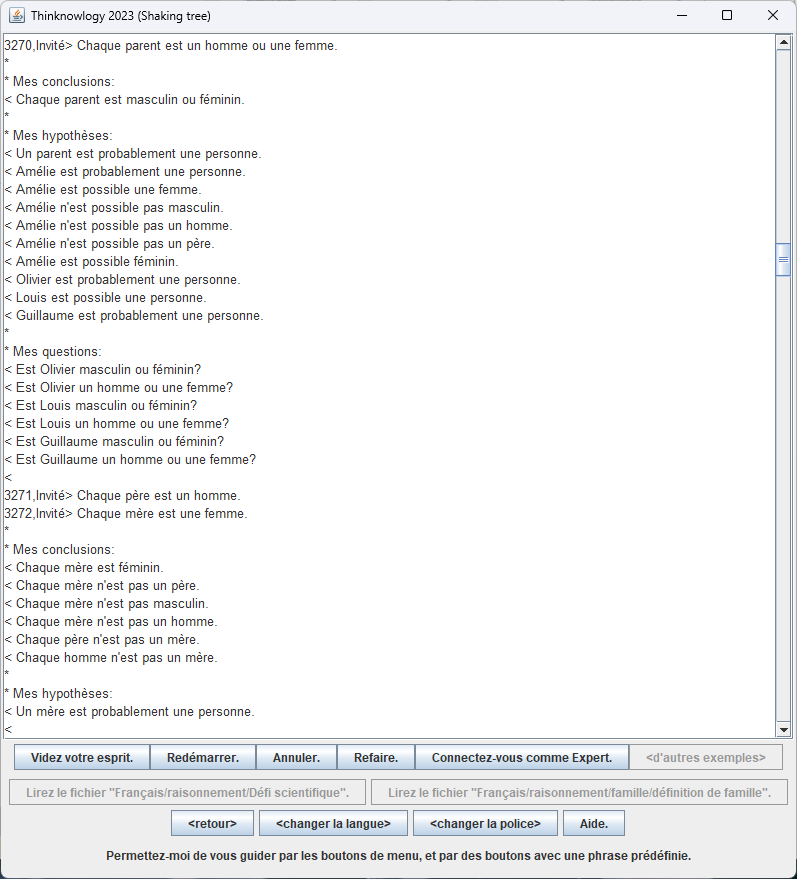 Thinknowlogy 2023 (Shaking tree)
3270,Invité> Chaque parent est un homme ou une femme.
*
* Mes conclusions:
< Chaque parent est masculin ou féminin.
*
* Mes hypothèses:
< Un parent est probablement une personne.
< Amélie est probablement une personne.
< Amélie est possible une femme.
< Amélie n'est possible pas masculin.
< Amélie n'est possible pas un homme.
< Amélie n'est possible pas un père.
< Amélie est possible féminin.
< Olivier est probablement une personne.
< Louis est possible une personne.
< Guillaume est probablement une personne.
*
* Mes questions:
< Est Olivier masculin ou féminin?
< Est Olivier un homme ou une femme?
< Est Louis masculin ou féminin?
< Est Louis un homme ou une femme?
< Est Guillaume masculin ou féminin?
< Est Guillaume un homme ou une femme?
<
3271,Invité> Chaque père est un homme.
3272,Invité> Chaque mère est une femme.
*
* Mes conclusions:
< Chaque mère est féminin.
< Chaque mère n'est pas un père.
< Chaque mère n'est pas masculin.
< Chaque mère n'est pas un homme.
< Chaque père n'est pas un mère.
< Chaque homme n'est pas un mère.
*
* Mes hypothèses:
< Un mère est probablement une personne.
<
Videz votre esprit. Redémarrer. Annuler. Refaire. Connectez-vous comme Expert. <d'autres exemples>
Lirez le fichier "Français/raisonnement/Défi scientifique". Lirez le fichier "Français/raisonnement/famille/définition de famille".
<retour> <changer la langue> <changer la police> Aide.
Permettez-moi de vous guider par les boutons de menu, et par des boutons avec une phrase prédéfinie.